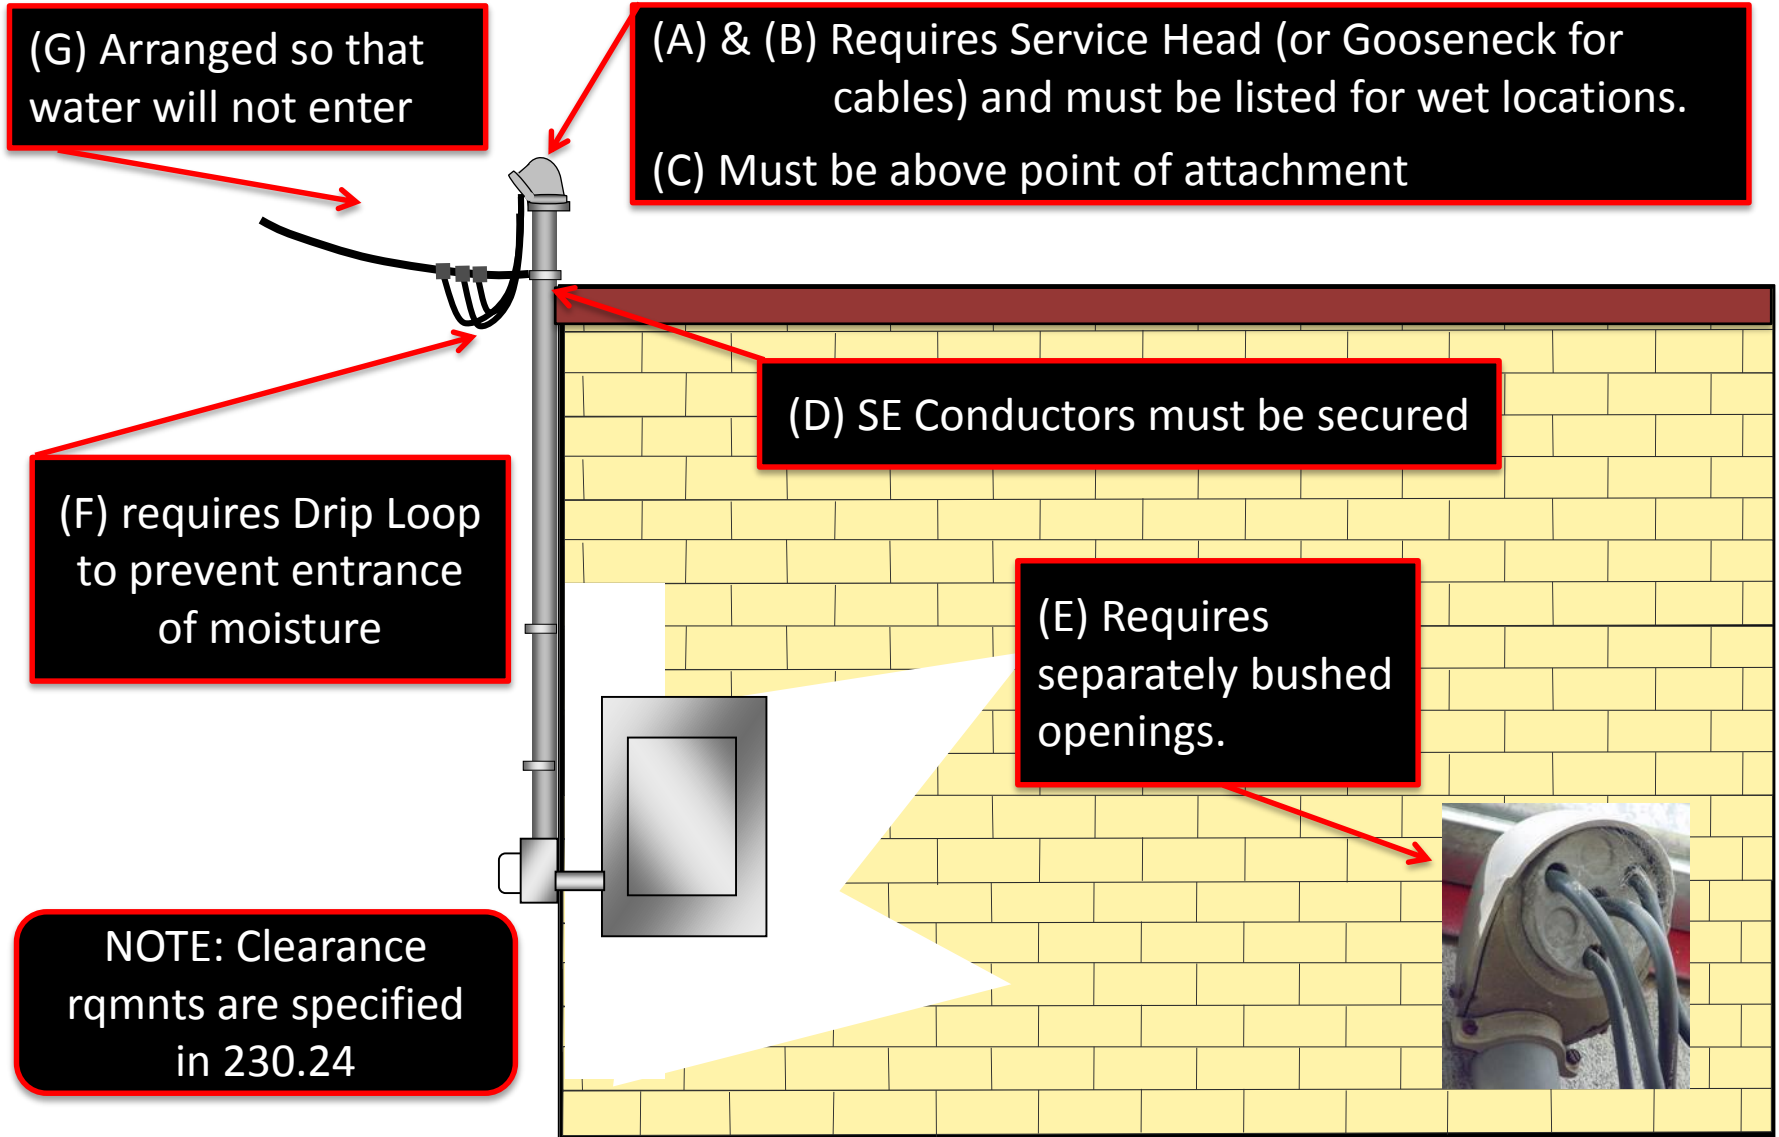 (G) Arranged so that
water will not enter
(A) & (B) Requires Service Head (or Gooseneck for
cables) and must be listed for wet locations.
(C) Must be above point of attachment
(D) SE Conductors must be secured
(F) requires Drip Loop
to prevent entrance
of moisture
(E) Requires
separately bushed
openings.
NOTE: Clearance
rqmnts are specified
in 230.24